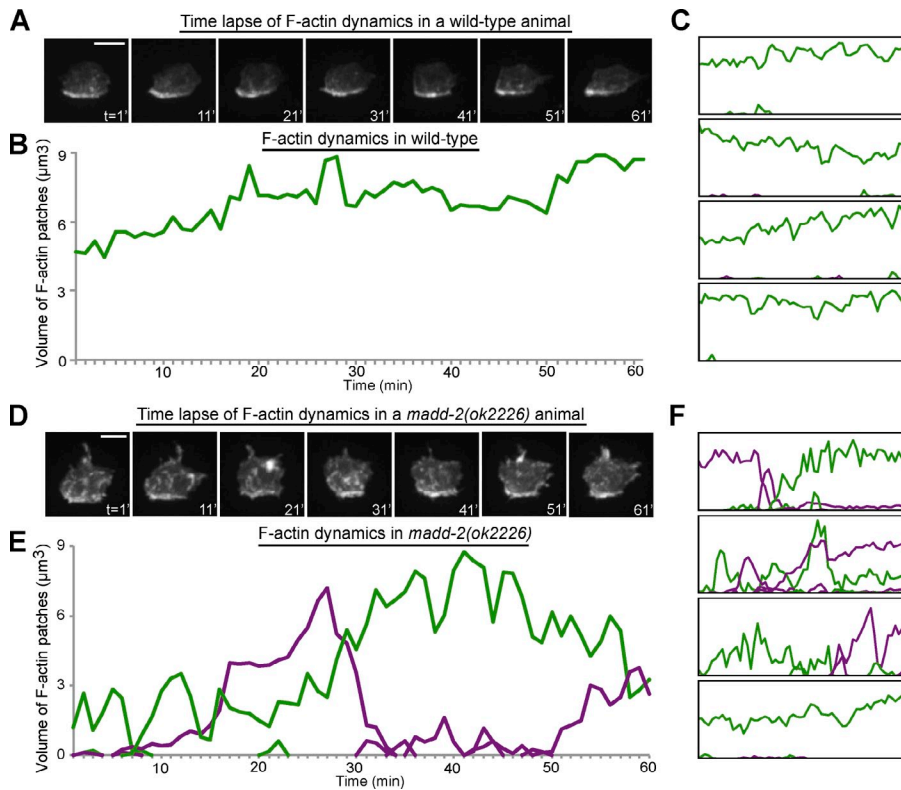 A
Time lapse of F-actin dynamics in a wild-type animal
C
t=1' 11' 21' 31' 41' 51' 61'
B
F-actin dynamics in wild-type
Volume of F-actin patches (µm3)
9
6
3
0
10 20 30 40 50 60
Time (min)
D
Time lapse of F-actin dynamics in a madd-2(ok2226) animal
F
t=1' 11' 21' 31' 41' 51' 61'
E
F-actin dynamics in madd-2(ok2226)
Volume of F-actin patches (µm3)
9
6
3
0
10 20 30 40 50 60
Time (min)